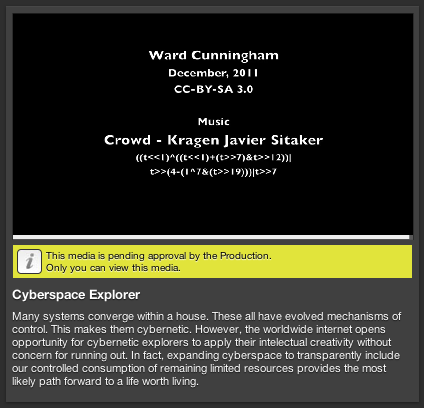 Ward Cunningham
December, 2011
CC-BY-SA 3.0
Music
Crowd - Kragen Javier Sitaker
((t<<1)^((t<<1)+(t>>7)&t>>12))|
t>>(4-(1^7&(t>>19)))|t>>7
i
This media is pending approval by the Production.
Only you can view this media.
Cyberspace Explorer
Many systems converge within a house. These all have evolved mechanisms of
control. This makes them cybernetic. However, the worldwide internet opens
opportunity for cybernetic explorers to apply their intelectual creativity without
concern for running out. In fact, expanding cyberspace to transparently include
our controlled consumption of remaining limited resources provides the most
likely path forward to a life worth living.